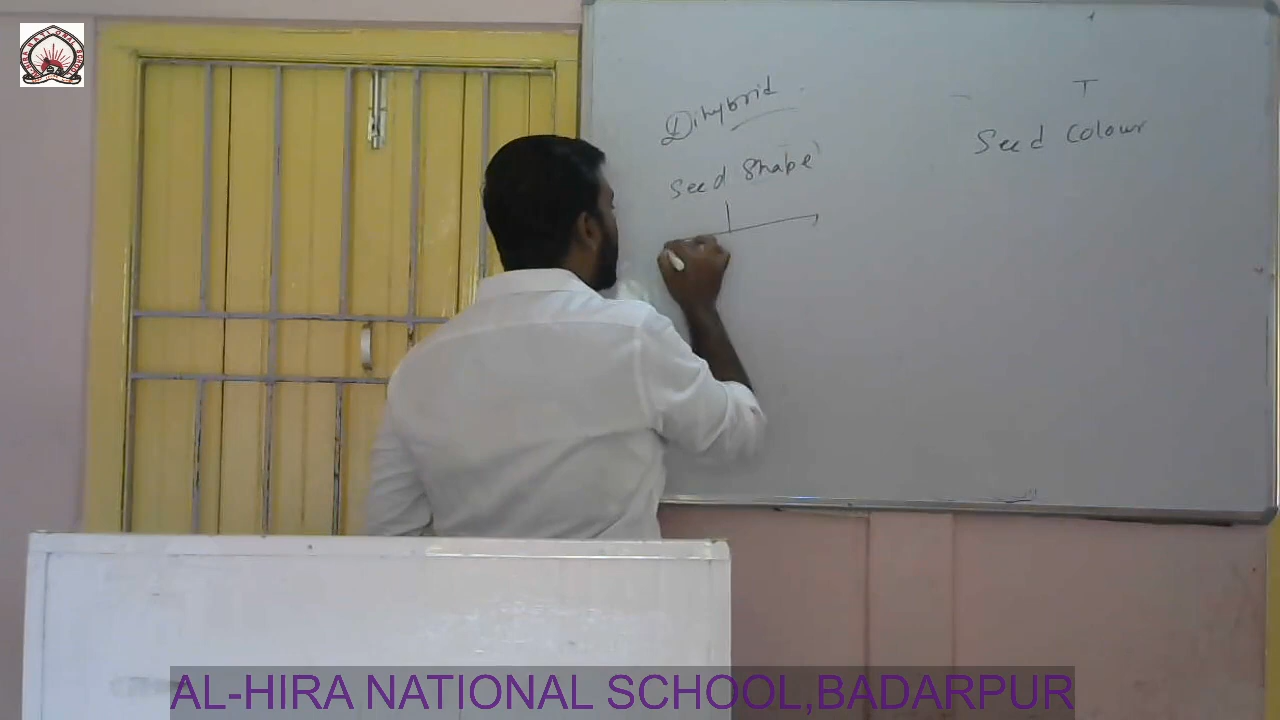 Dihybrid
T
Seed Shape
Seed Colour
AL-HIRA NATIONAL SCHOOL,BADARPUR